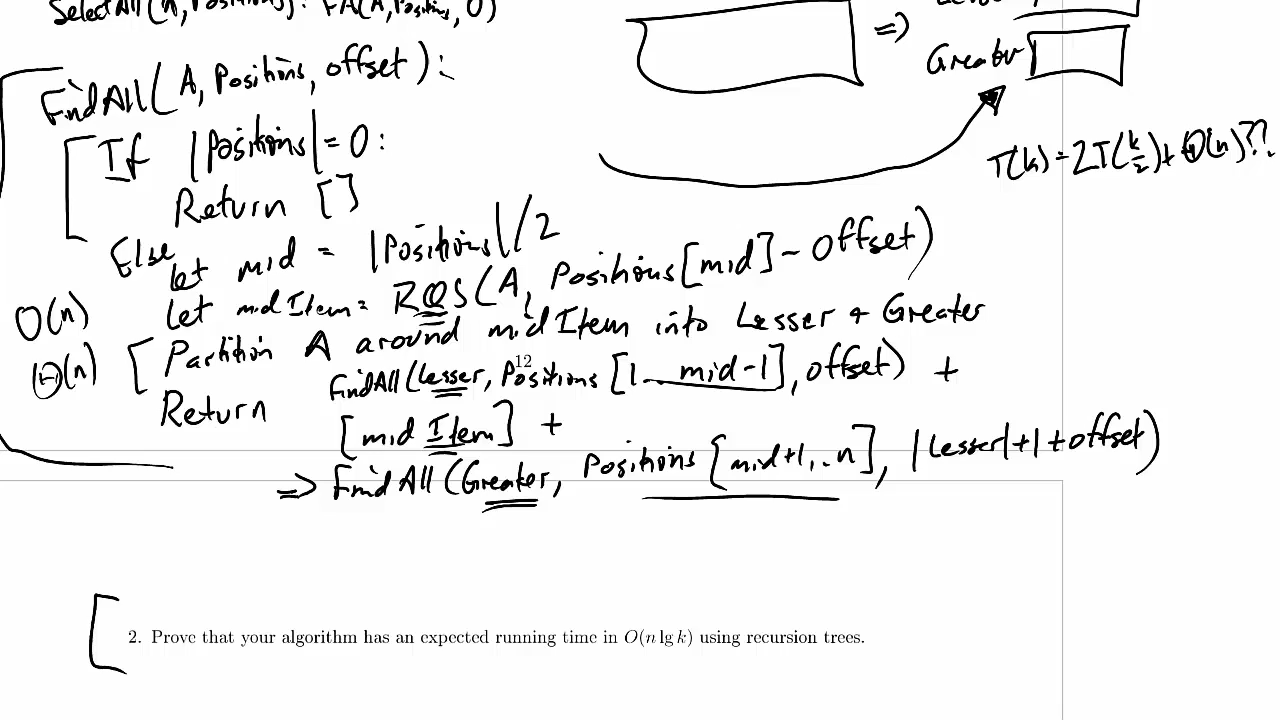 SelectAll(A, Positions): FA(A, Positions, 0)
FindAll(A, Positions, offset):
If |Positions| = 0:
Return []
Else
let mid = |Positions|/2
let midItem = RQS(A, Positions[mid] - offset)
O(n)
Θ(n) [Partition A around midItem into Lesser + Greater
12
Return FindAll(Lesser, Positions[1...mid-1], offset) +
[midItem] +
=> FindAll(Greater, Positions[mid+1,..n], |Lesser|+1+offset)
=>
Greater
T(k) = 2T(k/2) + Θ(n)??
2. Prove that your algorithm has an expected running time in O(n lg k) using recursion trees.